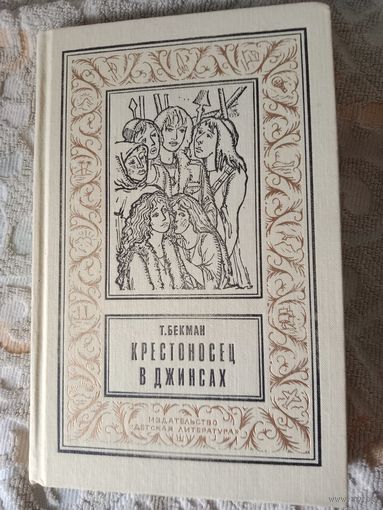 Т.БЕКМАН
КРЕСТОНОСЕЦ
В ДЖИНСАХ
ИЗДАТЕЛЬСТВО
"ДЕТСКАЯ ЛИТЕРАТУРА"